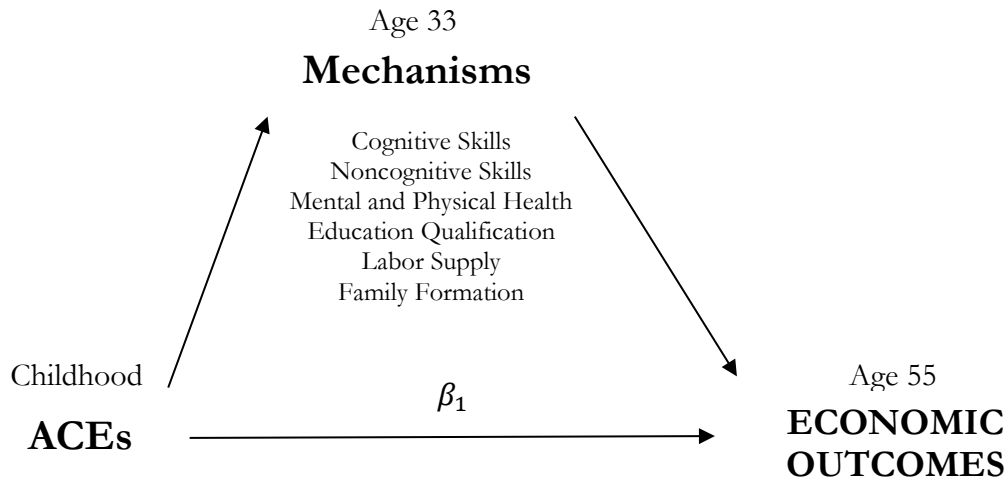 Age 33
Mechanisms
Cognitive Skills
Noncognitive Skills
Mental and Physical Health
Education Qualification
Labor Supply
Family Formation
Childhood
ACEs
β₁
Age 55
ECONOMIC
OUTCOMES